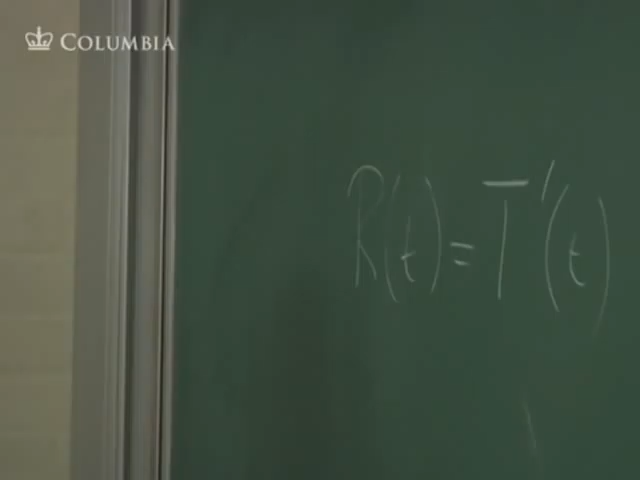 COLUMBIA
R(t) = T'(t)